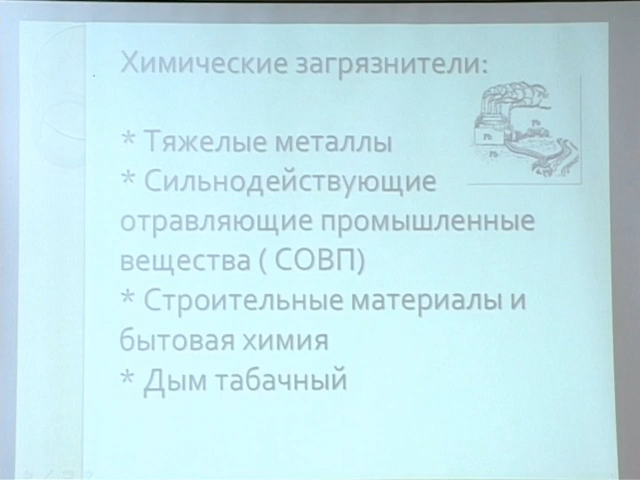 Химические загрязнители:
* Тяжелые металлы
* Сильнодействующие
отравляющие промышленные
вещества ( СОВП)
* Строительные материалы и
бытовая химия
* Дым табачный